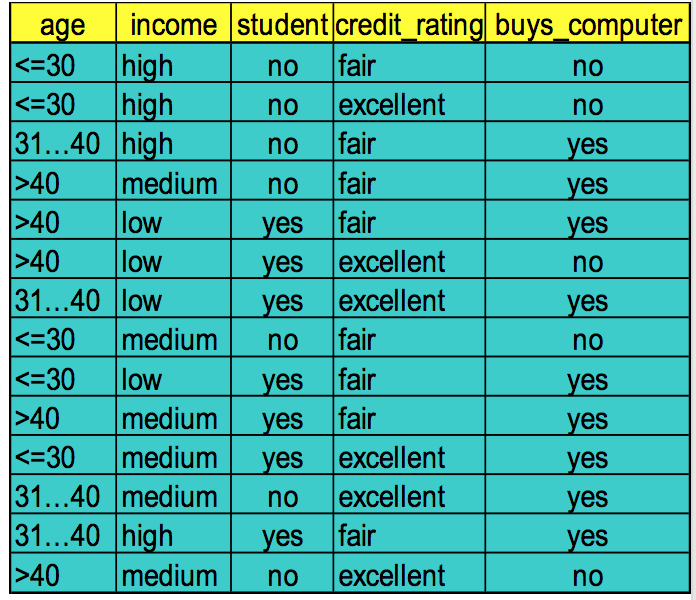 age income student credit_rating buys_computer
<=30 high no fair no
<=30 high no excellent no
31…40 high no fair yes
>40 medium no fair yes
>40 low yes fair yes
>40 low yes excellent no
31…40 low yes excellent yes
<=30 medium no fair no
<=30 low yes fair yes
>40 medium yes fair yes
<=30 medium yes excellent yes
31…40 medium no excellent yes
31…40 high yes fair yes
>40 medium no excellent no